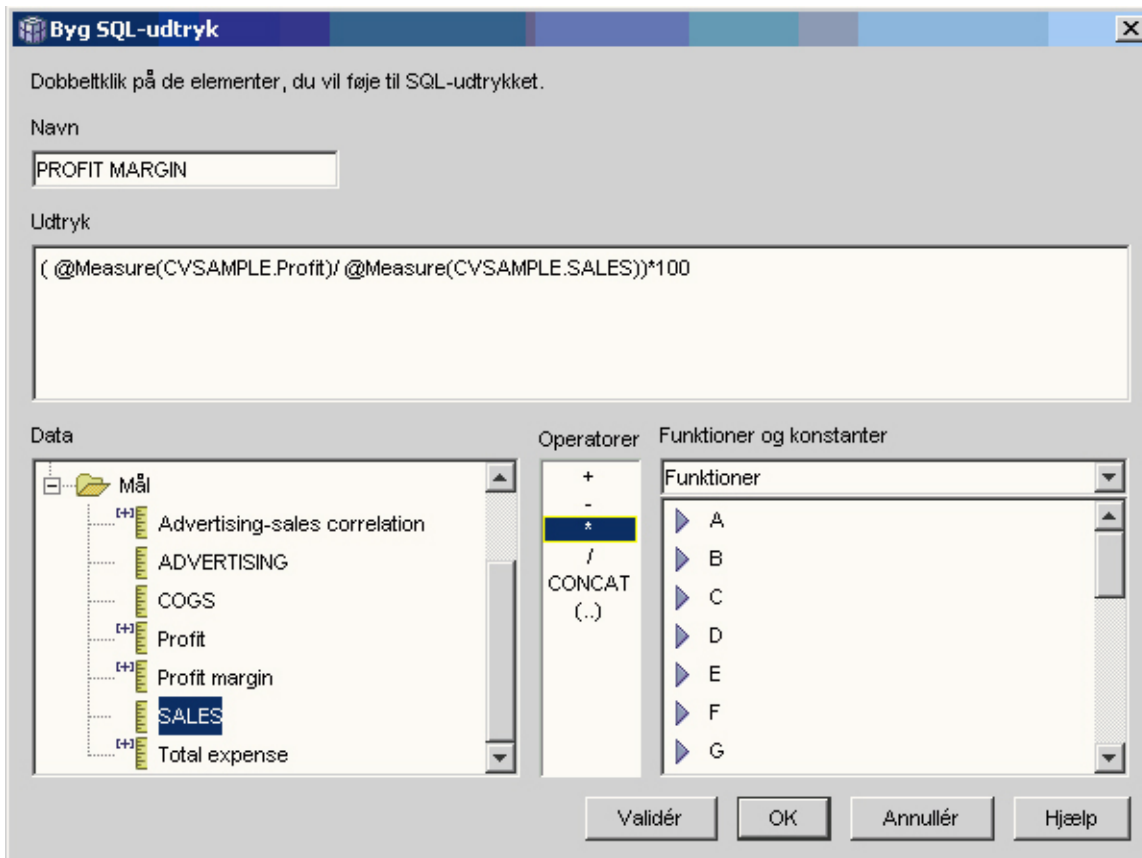 Byg SQL-udtryk
Dobbeltklik på de elementer, du vil føje til SQL-udtrykket.
Navn
PROFIT MARGIN
Udtryk
( @Measure(CVSAMPLE.Profit)/ @Measure(CVSAMPLE.SALES))*100
Data
Mål
Advertising-sales correlation
ADVERTISING
COGS
Profit
Profit margin
SALES
Total expense
Operatorer
+
-
*
/
CONCAT
(..)
Funktioner og konstanter
Funktioner
A
B
C
D
E
F
G
Validér
OK
Annullér
Hjælp